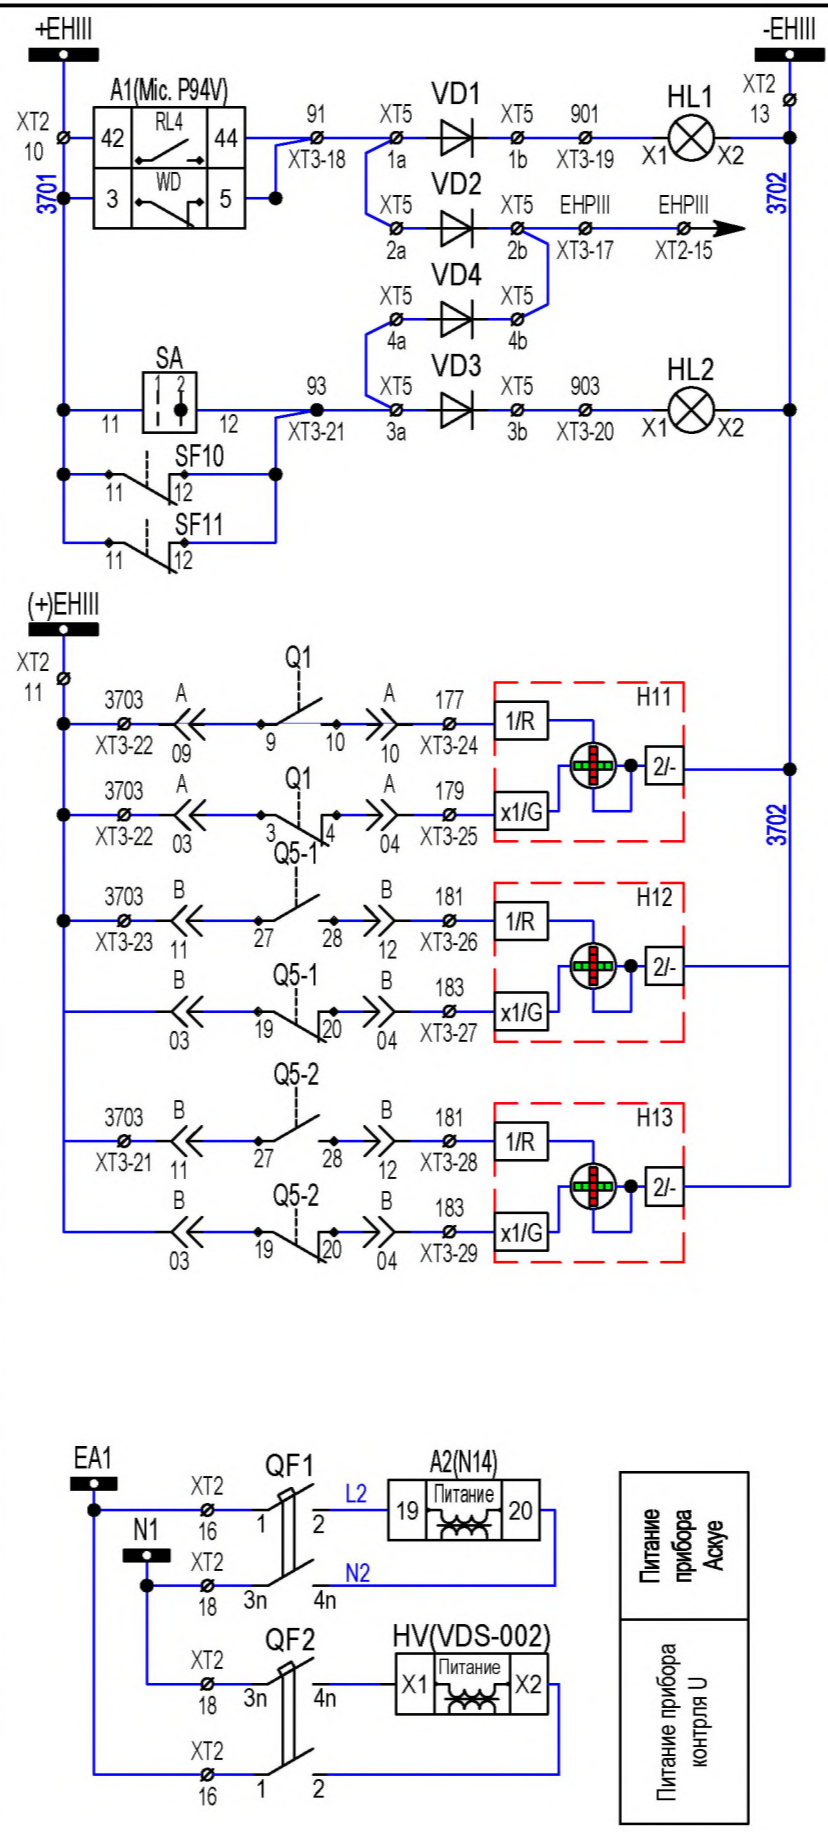 +ЕНIII
-ЕНIII
A1(Mic. P94V)
XT2
10
42
RL4
44
3
WD
5
91
XT3-18
XT5
1a
VD1
XT5
1b
901
XT3-19
HL1
X1
X2
XT2
13
3701
3702
XT5
2a
VD2
XT5
2b
EHPIII
XT3-17
EHPIII
XT2-15
XT5
4a
VD4
XT5
4b
SA
1 2
11
12
93
XT3-21
XT5
3a
VD3
XT5
3b
903
XT3-20
HL2
X1
X2
SF10
11
12
SF11
11
12
(+)EHIII
XT2
11
3703
XT3-22
A
09
Q1
9
10
A
10
177
XT3-24
1/R
H11
2/-
3703
XT3-22
A
03
Q1
3
4
A
04
179
XT3-25
x1/G
3702
3703
XT3-23
B
11
Q5-1
27
28
B
12
181
XT3-26
1/R
H12
2/-
B
03
Q5-1
19
20
B
04
183
XT3-27
x1/G
3703
XT3-21
B
11
Q5-2
27
28
B
12
181
XT3-28
1/R
H13
2/-
B
03
Q5-2
19
20
B
04
183
XT3-29
x1/G
EA1
XT2
16
QF1
1
2
L2
A2(N14)
19
Питание
20
N1
XT2
18
3n
4n
N2
QF2
XT2
18
3n
4n
HV(VDS-002)
X1
Питание
X2
XT2
16
1
2
Питание
прибора
Аскуе
Питание прибора
контрля U